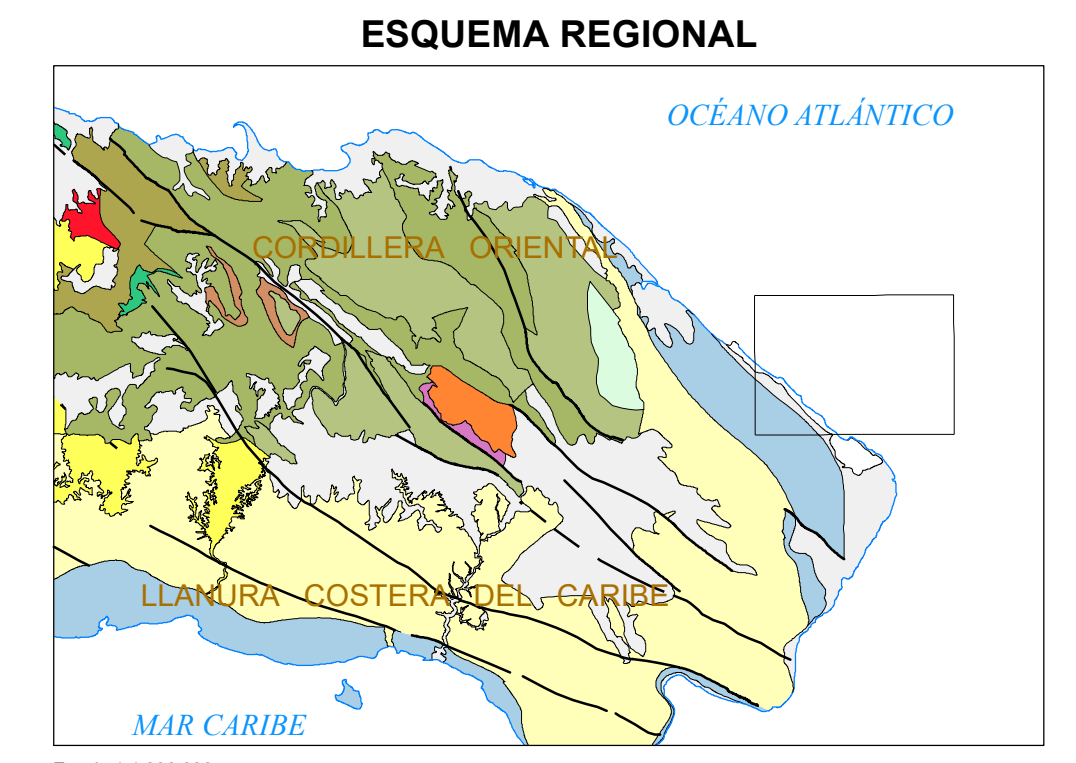 ESQUEMA REGIONAL
OCÉANO ATLÁNTICO
CORDILLERA ORIENTAL
LLANURA COSTERA DEL CARIBE
MAR CARIBE